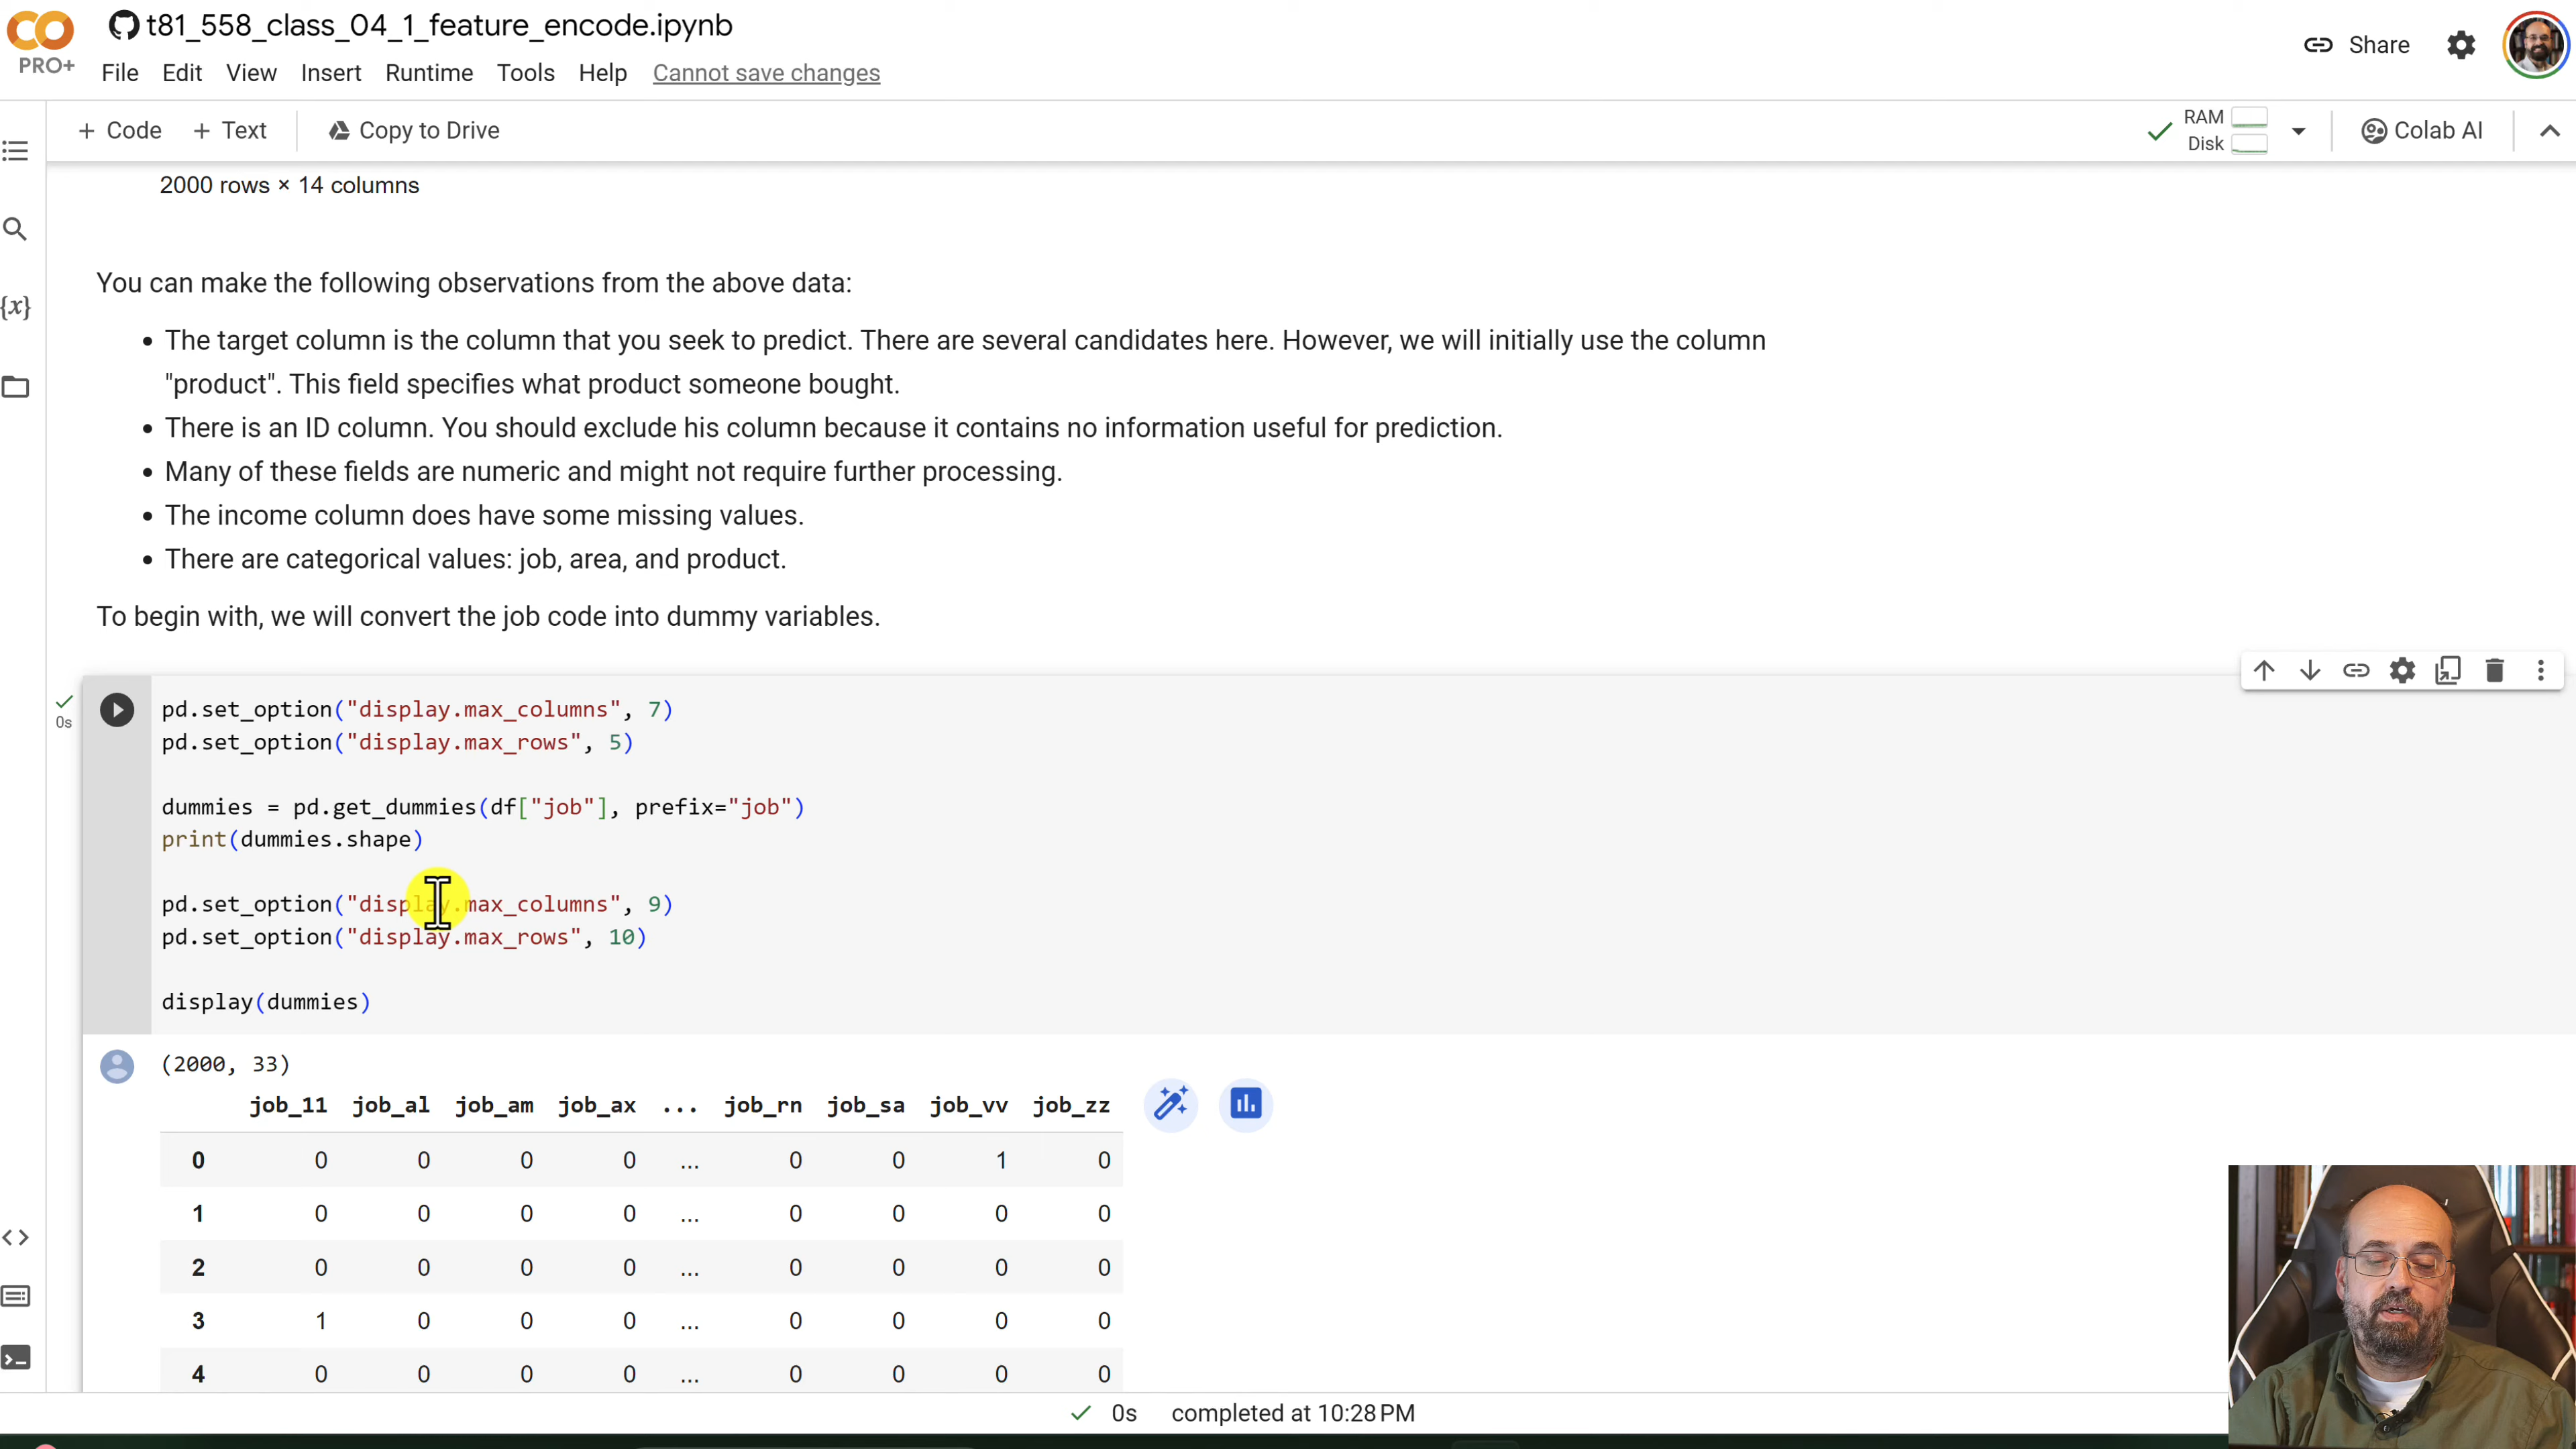 t81_558_class_04_1_feature_encode.ipynb
PRO+
File Edit View Insert Runtime Tools Help Cannot save changes
Share
+ Code + Text Copy to Drive
RAM
Disk
Colab AI
2000 rows × 14 columns
{x}
You can make the following observations from the above data:
• The target column is the column that you seek to predict. There are several candidates here. However, we will initially use the column
"product". This field specifies what product someone bought.
• There is an ID column. You should exclude his column because it contains no information useful for prediction.
• Many of these fields are numeric and might not require further processing.
• The income column does have some missing values.
• There are categorical values: job, area, and product.
To begin with, we will convert the job code into dummy variables.
0s
pd.set_option("display.max_columns", 7)
pd.set_option("display.max_rows", 5)
dummies = pd.get_dummies(df["job"], prefix="job")
print(dummies.shape)
pd.set_option("display.max_columns", 9)
pd.set_option("display.max_rows", 10)
display(dummies)
(2000, 33)
job_11 job_al job_am job_ax ... job_rn job_sa job_vv job_zz
0 0 0 0 0 ... 0 0 1 0
1 0 0 0 0 ... 0 0 0 0
2 0 0 0 0 ... 0 0 0 0
3 1 0 0 0 ... 0 0 0 0
4 0 0 0 0 ... 0 0 0 0
0s completed at 10:28 PM